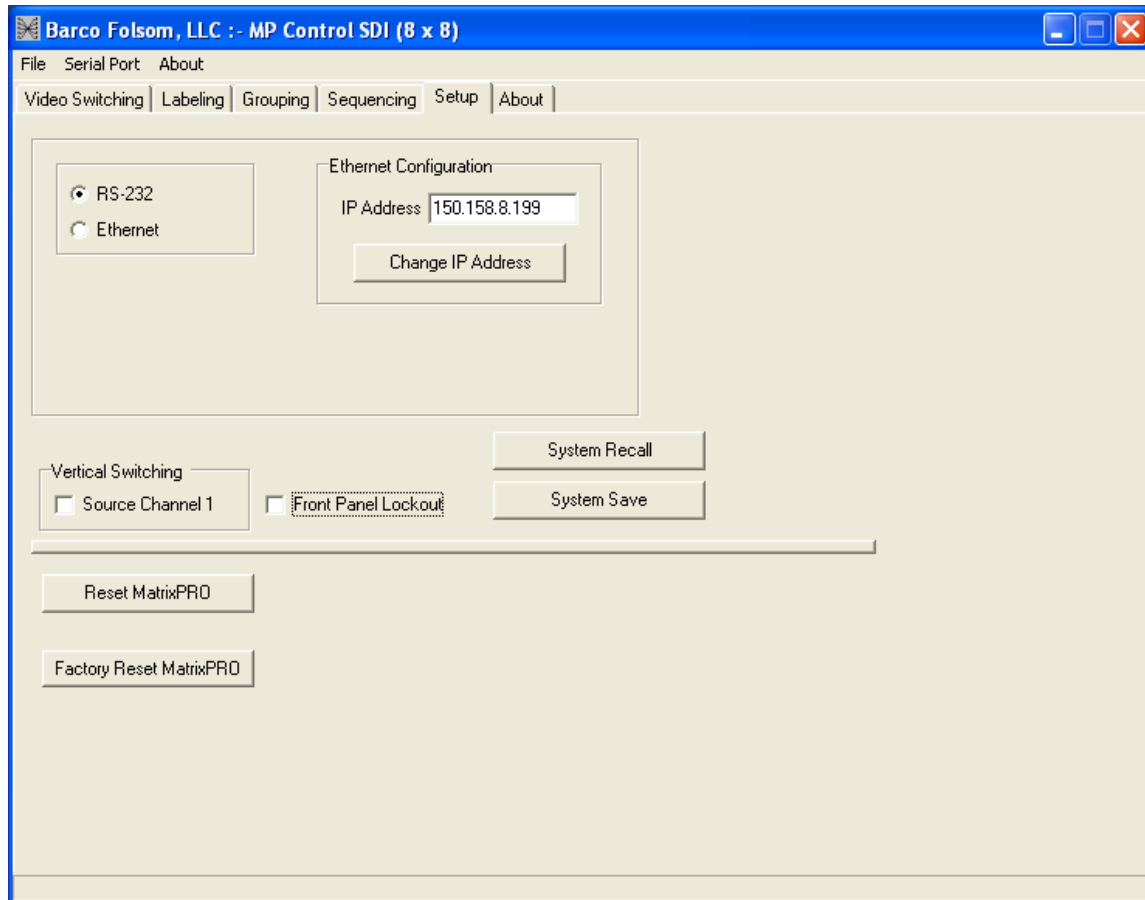 Barco Folsom, LLC :- MP Control SDI (8 x 8)
File Serial Port About
Video Switching Labeling Grouping Sequencing Setup About
RS-232
Ethernet
Ethernet Configuration
IP Address 150.158.8.199
Change IP Address
System Recall
System Save
Vertical Switching
Source Channel 1
Front Panel Lockout
Reset MatrixPRO
Factory Reset MatrixPRO